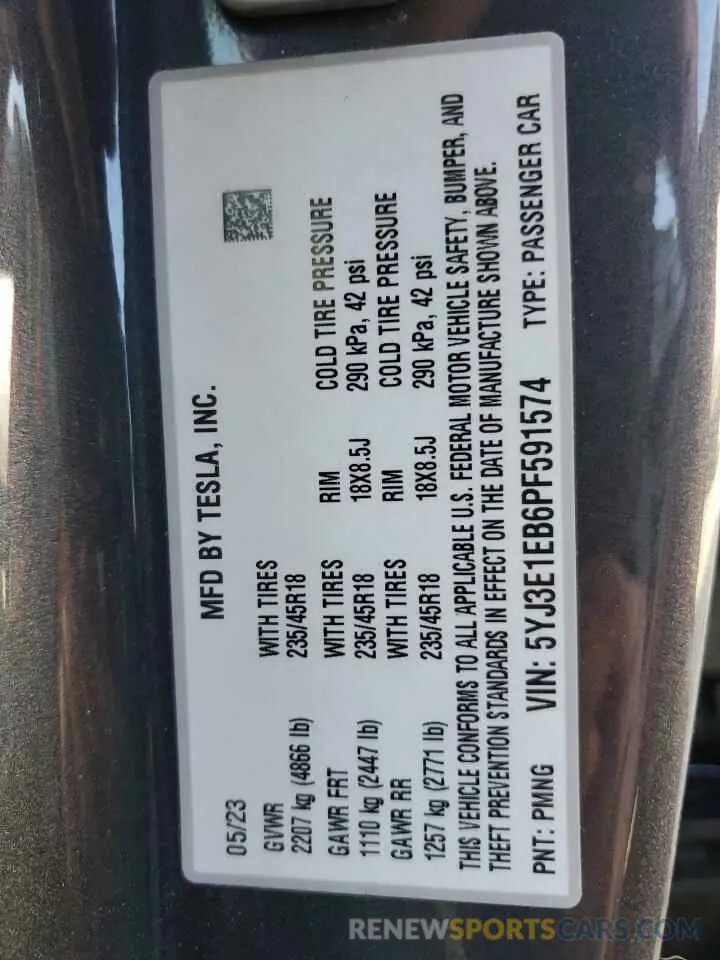 MFD BY TESLA, INC.
05/23
GVWR WITH TIRES
2207 kg (4866 lb) 235/45R18
GAWR FRT WITH TIRES RIM COLD TIRE PRESSURE
1110 kg (2447 lb) 235/45R18 18X8.5J 290 kPa, 42 psi
GAWR RR WITH TIRES RIM COLD TIRE PRESSURE
1257 kg (2771 lb) 235/45R18 18X8.5J 290 kPa, 42 psi
THIS VEHICLE CONFORMS TO ALL APPLICABLE U.S. FEDERAL MOTOR VEHICLE SAFETY, BUMPER, AND
THEFT PREVENTION STANDARDS IN EFFECT ON THE DATE OF MANUFACTURE SHOWN ABOVE.
PNT: PMNG VIN: 5YJ3E1EB6PF591574 TYPE: PASSENGER CAR
RENEWSPORTSCARS.COM